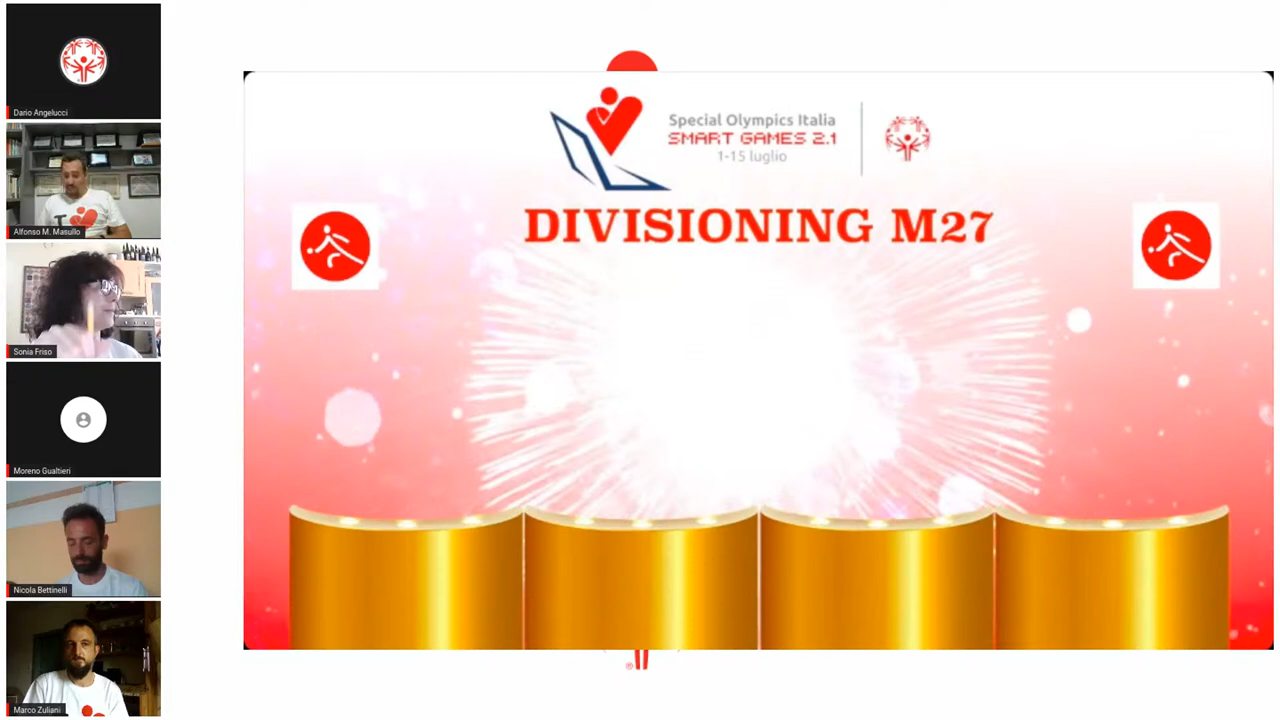 Dario Angelucci
Alfonso M. Masullo
Sonia Friso
Moreno Gualtieri
Nicola Bettinelli
Marco Zuliani
Special Olympics Italia
SMART GAMES 2.1
1-15 luglio
DIVISIONING M27
I
®